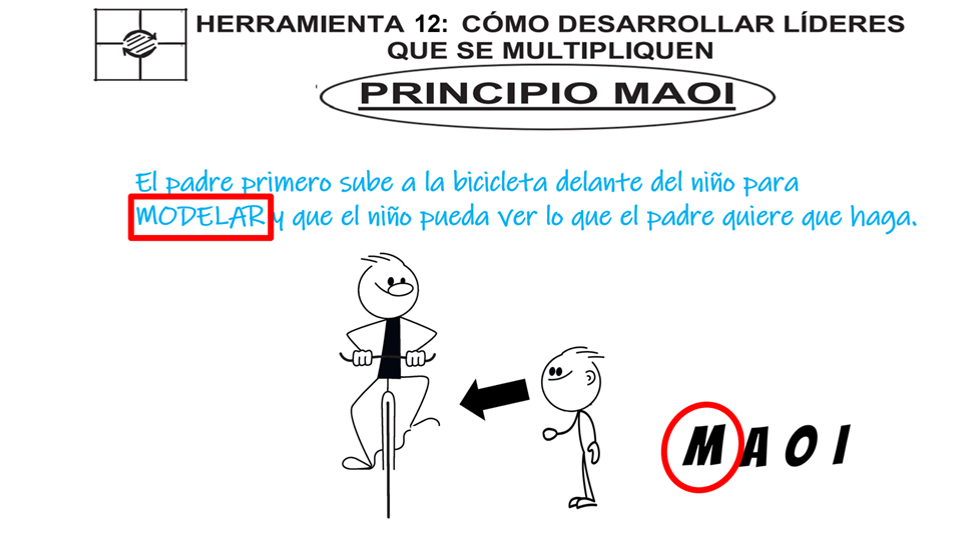 HERRAMIENTA 12: CÓMO DESARROLLAR LÍDERES
QUE SE MULTIPLIQUEN
PRINCIPIO MAOI
El padre primero sube a la bicicleta delante del niño para
MODELAR y que el niño pueda ver lo que el padre quiere que haga.
M A O I